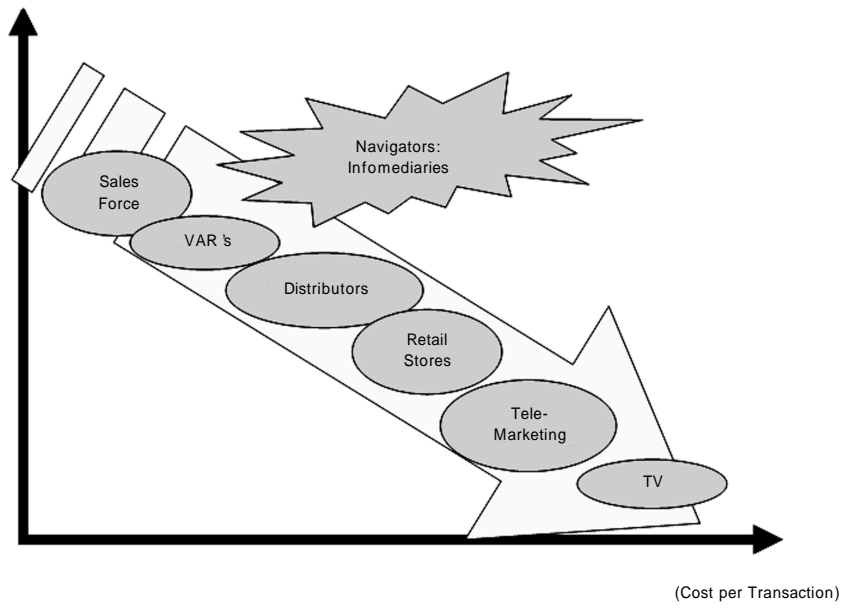 Navigators:
Infomediaries
Sales
Force
VAR 's
Distributors
Retail
Stores
Tele-
Marketing
TV
(Cost per Transaction)